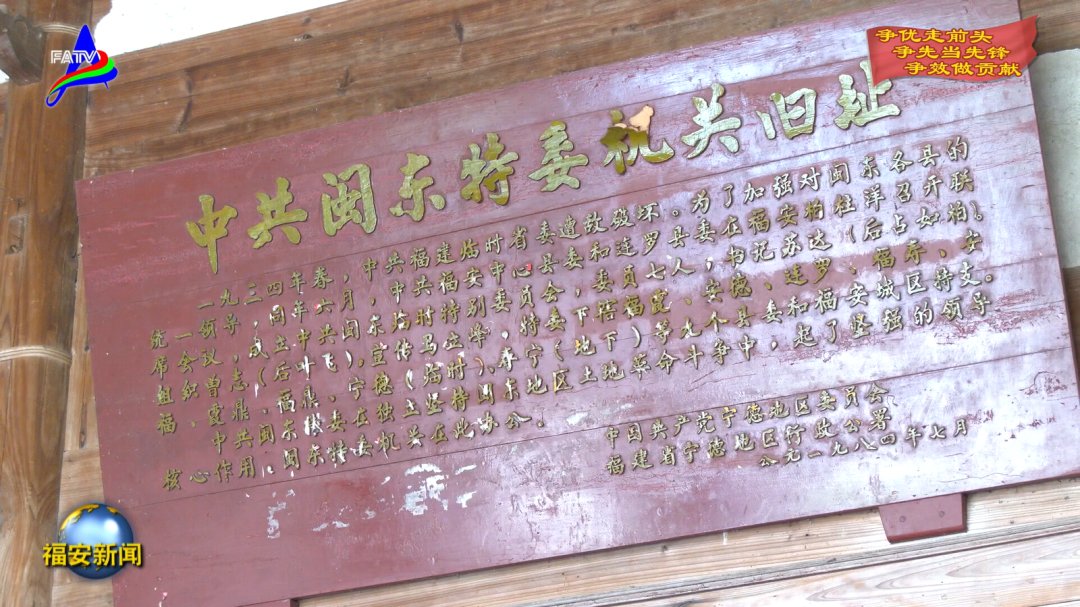 FATV
争优走前头
争先当先锋
争效做贡献
中共闽东特委机关旧址
一九三四年春，中共福建临时省委遭敌破坏。为了加强对闽东各县的
统一领导，同年六月，中共福安中心县委和连罗县委在福安柏柱洋召开联
席会议，成立中共闽东临时特别委员会，委员七人，书记苏达（后占如柏）。
组织曾志（后叶飞），宣传马立峰，特委下辖福霞、安德、连罗、福寿、安
福、霞鼎、福鼎、宁德（临时）、寿宁（地下）等九个县委和福安城区特支。
中共闽东特委在独立坚持闽东地区土地革命斗争中，起了坚强的领导
核心作用，闽东特委机关在此办公。
中国共产党宁德地区委员会
福建省宁德地区行政公署
公元一九八四年七月
福安新闻